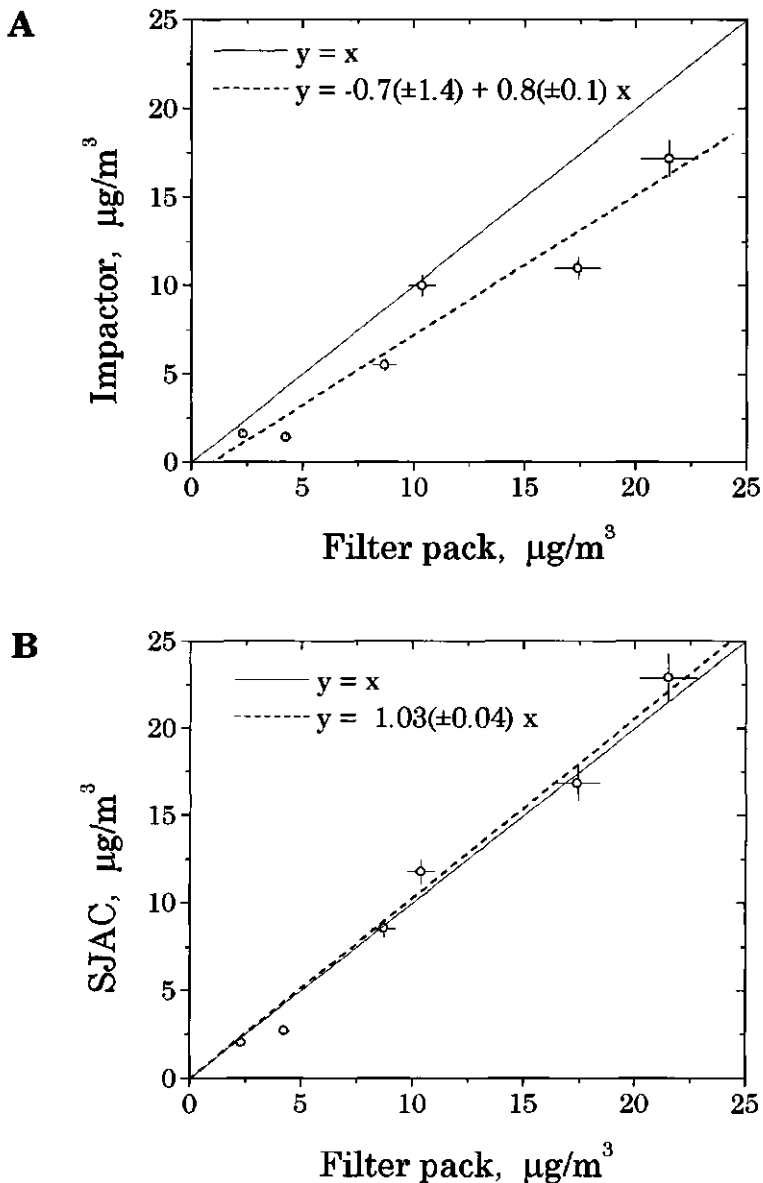 A
25
20
15
10
5
0
Impactor, μg/m³
y = x
y = -0.7(±1.4) + 0.8(±0.1) x
0 5 10 15 20 25
Filter pack, μg/m³
B
25
20
15
10
5
0
SJAC, μg/m³
y = x
y = 1.03(±0.04) x
0 5 10 15 20 25
Filter pack, μg/m³